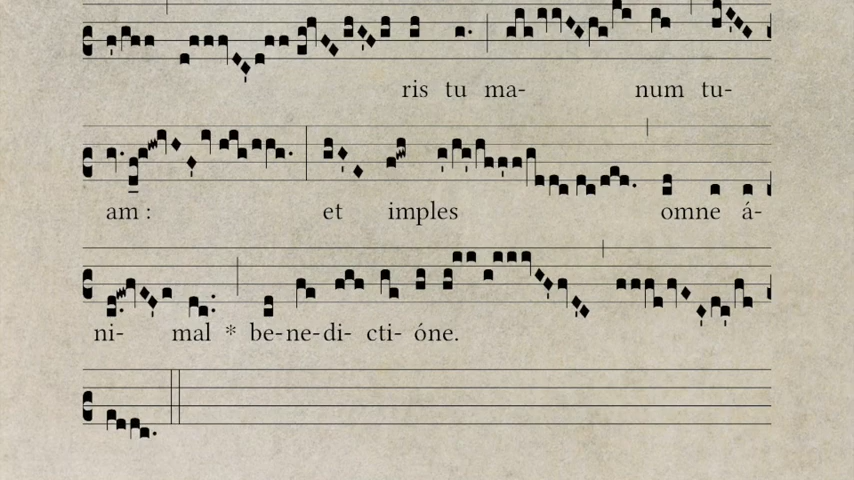 ris tu ma- num tu-
am : et imples omne á-
ni- mal * be-ne-di- cti- óne.